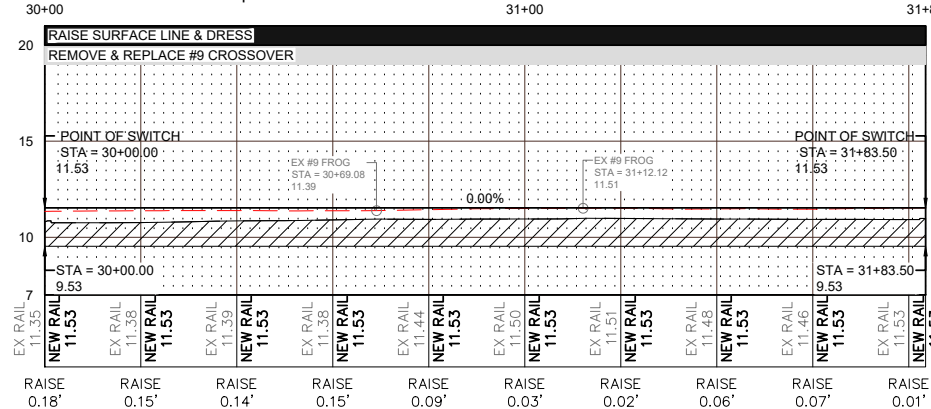 30+00 31+00 31+8
RAISE SURFACE LINE & DRESS
REMOVE & REPLACE #9 CROSSOVER
20
15
10
7
POINT OF SWITCH
STA = 30+00.00
11.53
EX #9 FROG
STA = 30+69.08
11.39
0.00%
EX #9 FROG
STA = 31+12.12
11.51
POINT OF SWITCH
STA = 31+83.50
11.53
STA = 30+00.00
9.53
STA = 31+83.50
9.53
EX RAIL
11.35
NEW RAIL
11.53
EX RAIL
11.38
NEW RAIL
11.53
EX RAIL
11.39
NEW RAIL
11.53
EX RAIL
11.38
NEW RAIL
11.53
EX RAIL
11.44
NEW RAIL
11.53
EX RAIL
11.50
NEW RAIL
11.53
EX RAIL
11.51
NEW RAIL
11.53
EX RAIL
11.48
NEW RAIL
11.53
EX RAIL
11.46
NEW RAIL
11.53
EX RAIL
11.53
NEW RAIL
RAISE
0.18'
RAISE
0.15'
RAISE
0.14'
RAISE
0.15'
RAISE
0.09'
RAISE
0.03'
RAISE
0.02'
RAISE
0.06'
RAISE
0.07'
RAISE
0.01'